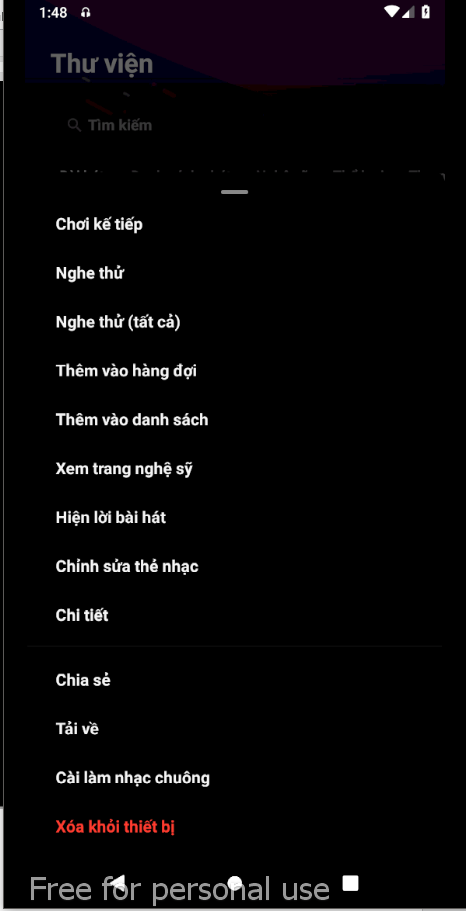 1:48
Thư viện
Tìm kiếm
Chơi kế tiếp
Nghe thử
Nghe thử (tất cả)
Thêm vào hàng đợi
Thêm vào danh sách
Xem trang nghệ sỹ
Hiện lời bài hát
Chỉnh sửa thẻ nhạc
Chi tiết
Chia sẻ
Tải về
Cài làm nhạc chuông
Xóa khỏi thiết bị
Free for personal use